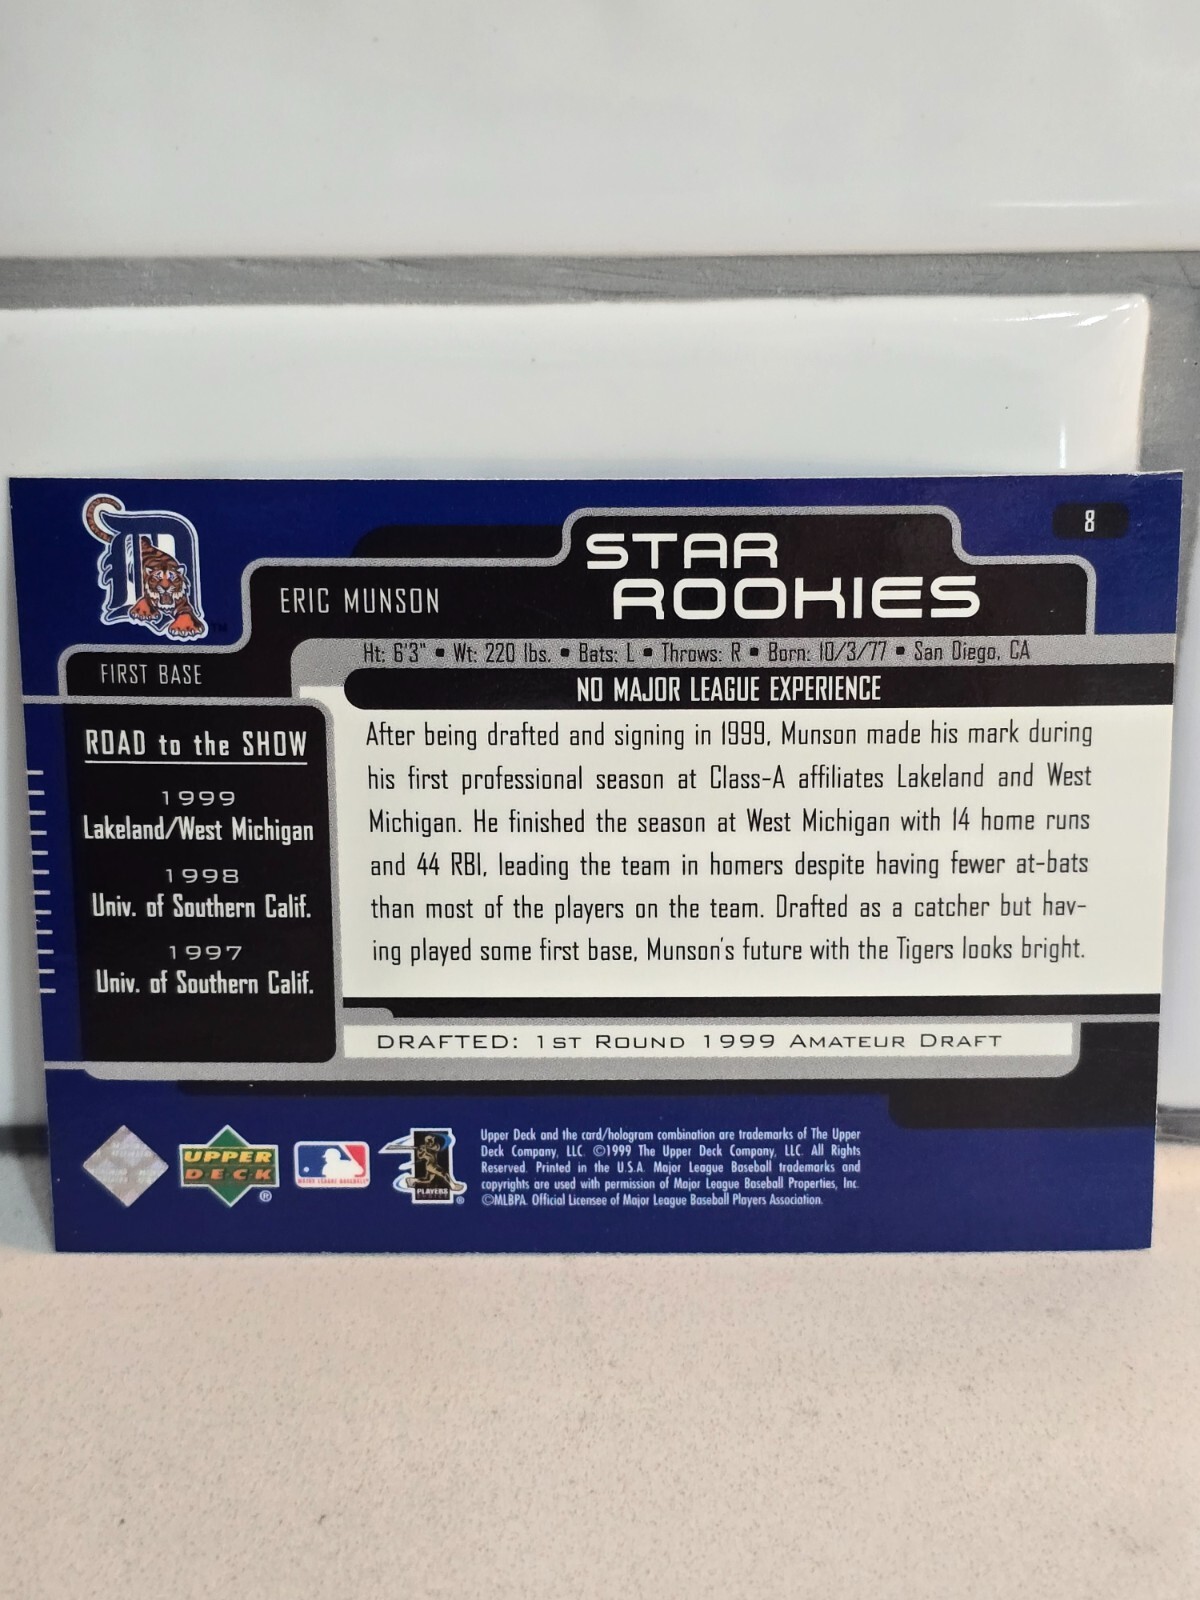 8
STAR
ROOKIES
ERIC MUNSON
Ht: 6'3" ▪ Wt: 220 lbs. ▪ Bats: L ▪ Throws: R ▪ Born: 10/3/77 ▪ San Diego, CA
FIRST BASE
NO MAJOR LEAGUE EXPERIENCE
ROAD to the SHOW
1999
Lakeland/West Michigan
1998
Univ. of Southern Calif.
1997
Univ. of Southern Calif.
After being drafted and signing in 1999, Munson made his mark during
his first professional season at Class-A affiliates Lakeland and West
Michigan. He finished the season at West Michigan with 14 home runs
and 44 RBI, leading the team in homers despite having fewer at-bats
than most of the players on the team. Drafted as a catcher but hav-
ing played some first base, Munson's future with the Tigers looks bright.
DRAFTED: 1ST ROUND 1999 AMATEUR DRAFT
UPPER
DECK
®
MAJOR LEAGUE BASEBALL
PLAYERS
®
Upper Deck and the card/hologram combination are trademarks of The Upper
Deck Company, LLC. ©1999 The Upper Deck Company, LLC. All Rights
Reserved. Printed in the U.S.A. Major League Baseball trademarks and
copyrights are used with permission of Major League Baseball Properties, Inc.
©MLBPA. Official Licensee of Major League Baseball Players Association.